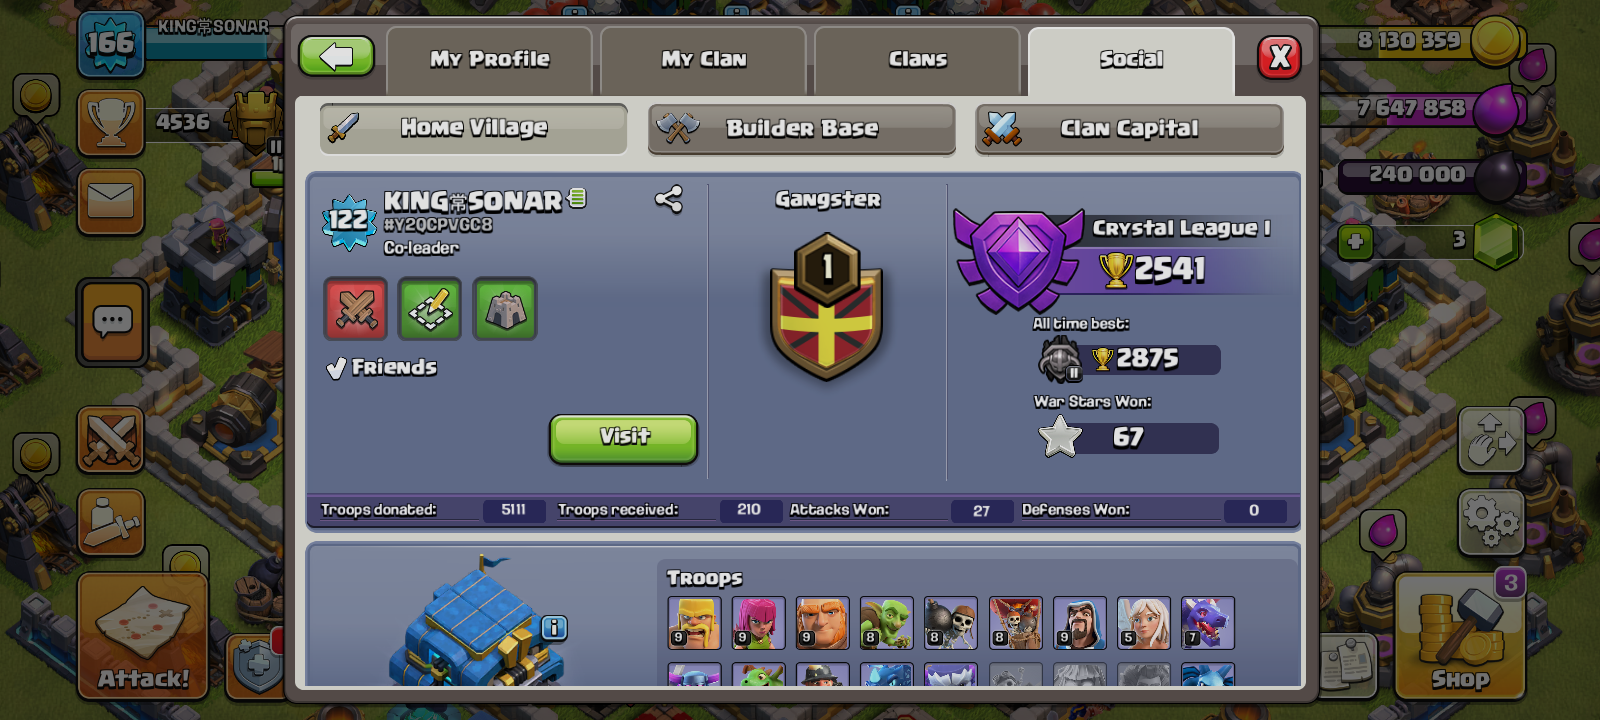 166
KING常SONAR
4536
My Profile
My Clan
Clans
Social
X
8 130 359
7 647 858
240 000
3
Home Village
Builder Base
Clan Capital
122
KING常SONAR
#Y2QCPVGC8
Co-leader
Friends
Visit
Gangster
1
Crystal League I
2541
All time best:
2875
War Stars Won:
67
Troops donated: 5111
Troops received: 210
Attacks Won: 27
Defenses Won: 0
Troops
9 9 9 8 8 8 9 5 7
i
Attack!
3
Shop